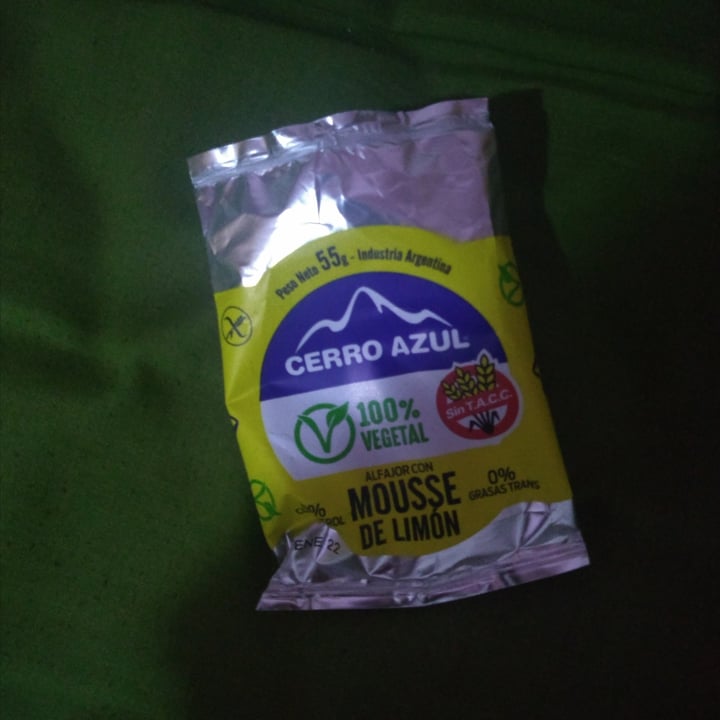 Peso Neto 55g - Industria Argentina
CERRO AZUL
100%
VEGETAL
Sin T.A.C.C.
ALFAJOR CON
MOUSSE
DE LIMÓN
0%
GRASAS TRANS
ENE 22